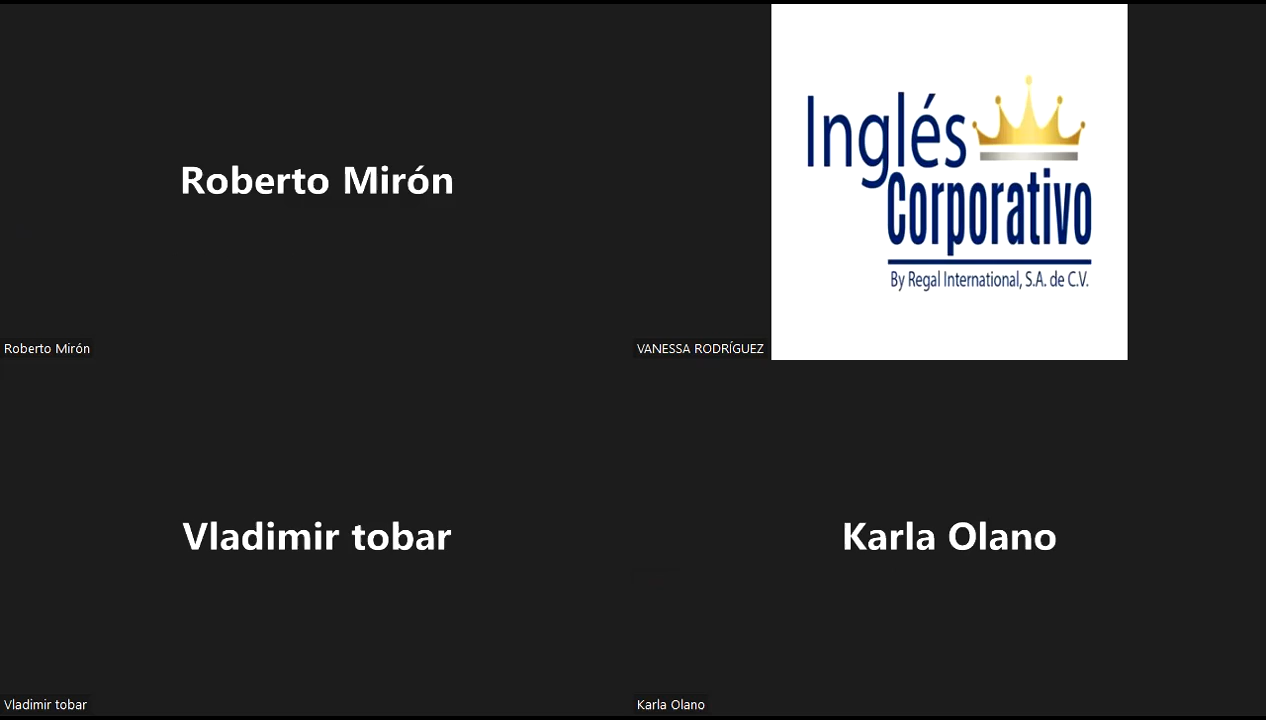 Roberto Mirón
Roberto Mirón
Inglés
Corporativo
By Regal International, S.A. de C.V.
VANESSA RODRÍGUEZ
Vladimir tobar
Vladimir tobar
Karla Olano
Karla Olano